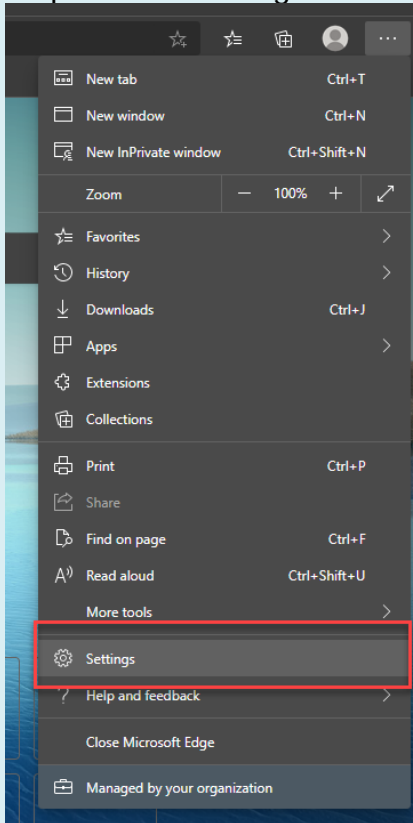 New tab Ctrl+T
New window Ctrl+N
New InPrivate window Ctrl+Shift+N
Zoom — 100% +
Favorites
History
Downloads Ctrl+J
Apps
Extensions
Collections
Print Ctrl+P
Share
Find on page Ctrl+F
Read aloud Ctrl+Shift+U
More tools
Settings
Help and feedback
Close Microsoft Edge
Managed by your organization